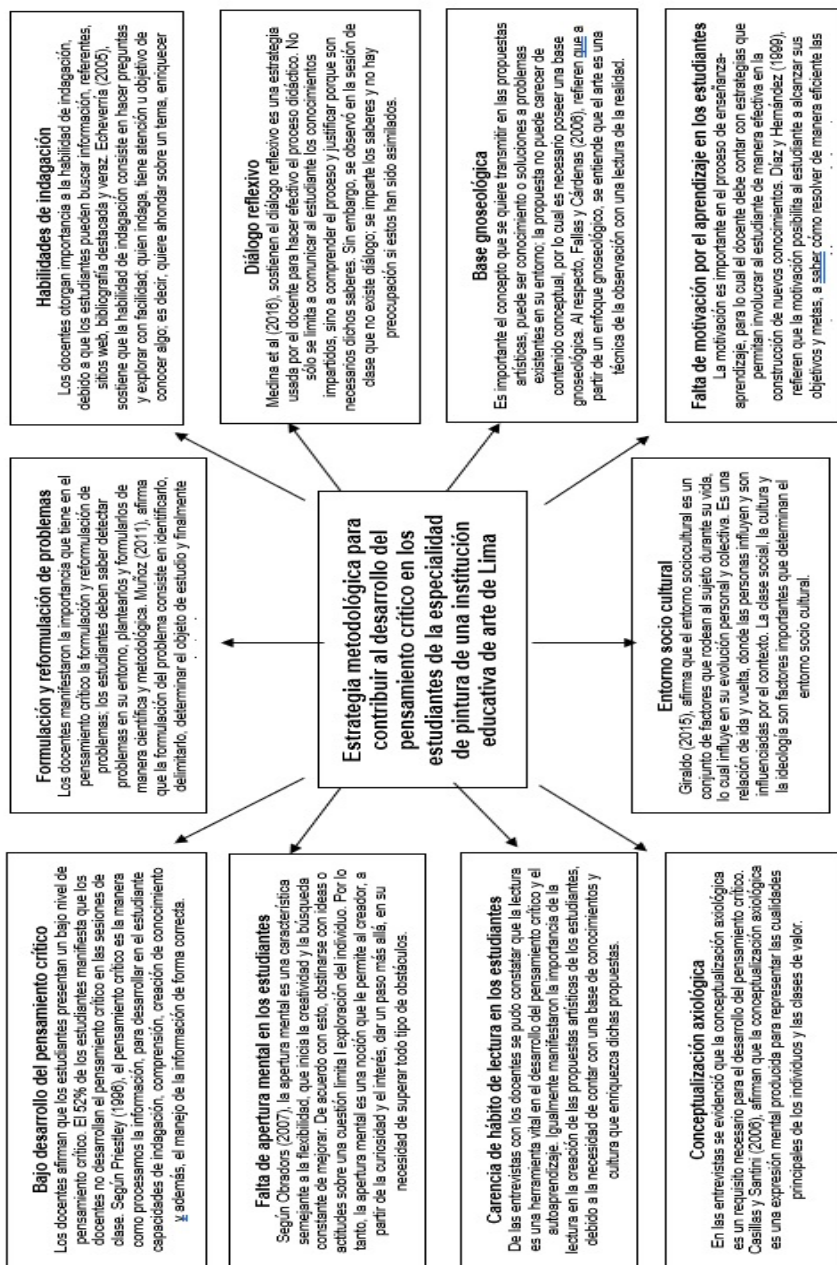 Bajo desarrollo del pensamiento crítico
Los docentes afirman que los estudiantes presentan un bajo nivel de
pensamiento crítico. El 52% de los estudiantes manifiesta que los
docentes no desarrollan el pensamiento crítico en las sesiones de
clase. Según Priestley (1996), el pensamiento crítico es la manera
como procesamos la información, para desarrollar en el estudiante
capacidades de indagación, comprensión, creación de conocimiento
y además, el manejo de la información de forma correcta.
Formulación y reformulación de problemas
Los docentes manifestaron la importancia que tiene en el
pensamiento crítico la formulación y reformulación de
problemas; los estudiantes deben saber detectar
problemas en su entorno, plantearlos y formularlos de
manera científica y metodológica. Muñoz (2011), afirma
que la formulación del problema consiste en identificarlo,
delimitarlo, determinar el objeto de estudio y finalmente
Habilidades de indagación
Los docentes otorgan importancia a la habilidad de indagación,
debido a que los estudiantes pueden buscar información, referentes,
sitios web, bibliografía destacada y veraz. Echeverría (2005),
sostiene que la habilidad de indagación consiste en hacer preguntas
y explorar con facilidad; quien indaga, tiene atención u objetivo de
conocer algo; es decir, quiere ahondar sobre un tema, enriquecer
Falta de apertura mental en los estudiantes
Según Obradors (2007), la apertura mental es una característica
semejante a la flexibilidad, que inicia la creatividad y la búsqueda
constante de mejorar. De acuerdo con esto, obstinarse con ideas o
actitudes sobre una cuestión limita l exploración del individuo. Por lo
tanto, la apertura mental es una noción que le permite al creador, a
partir de la curiosidad y el interés, dar un paso más allá, en su
necesidad de superar todo tipo de obstáculos.
Estrategia metodológica para
contribuir al desarrollo del
pensamiento crítico en los
estudiantes de la especialidad
de pintura de una institución
educativa de arte de Lima
Diálogo reflexivo
Medina et al (2016), sostienen el diálogo reflexivo es una estrategia
usada por el docente para hacer efectivo el proceso didáctico. No
sólo se limita a comunicar al estudiante los conocimientos
impartidos, sino a comprender el proceso y justificar porque son
necesarios dichos saberes. Sin embargo, se observó en la sesión de
clase que no existe diálogo; se imparte los saberes y no hay
preocupación si estos han sido asimilados.
Carencia de hábito de lectura en los estudiantes
De las entrevistas con los docentes se pudo constatar que la lectura
es una herramienta vital en el desarrollo del pensamiento crítico y el
autoaprendizaje. Igualmente manifestaron la importancia de la
lectura en la creación de las propuestas artísticas de los estudiantes,
debido a la necesidad de contar con una base de conocimientos y
cultura que enriquezca dichas propuestas.
Base gnoseológica
Es importante el concepto que se quiere transmitir en las propuestas
artísticas, puede ser conocimiento o soluciones a problemas
existentes en su entorno; la propuesta no puede carecer de
contenido conceptual, por lo cual es necesario poseer una base
gnoseológica. Al respecto, Fallas y Cárdenas (2006), refieren que a
partir de un enfoque gnoseológico, se entiende que el arte es una
técnica de la observación con una lectura de la realidad.
Conceptualización axiológica
En las entrevistas se evidenció que la conceptualización axiológica
es un requisito necesario para el desarrollo del pensamiento crítico.
Casillas y Santini (2006), afirman que la conceptualización axiológica
es una expresión mental producida para representar las cualidades
principales de los individuos y las clases de valor.
Entorno socio cultural
Giraldo (2015), afirma que el entorno sociocultural es un
conjunto de factores que rodean al sujeto durante su vida,
lo cual influye en su evolución personal y colectiva. Es una
relación de ida y vuelta, donde las personas influyen y son
influenciadas por el contexto. La clase social, la cultura y
la ideología son factores importantes que determinan el
entorno socio cultural.
Falta de motivación por el aprendizaje en los estudiantes
La motivación es importante en el proceso de enseñanza-
aprendizaje, para lo cual el docente debe contar con estrategias que
permitan involucrar al estudiante de manera efectiva en la
construcción de nuevos conocimientos. Díaz y Hernández (1999),
refieren que la motivación posibilita al estudiante a alcanzar sus
objetivos y metas, a saber cómo resolver de manera eficiente las